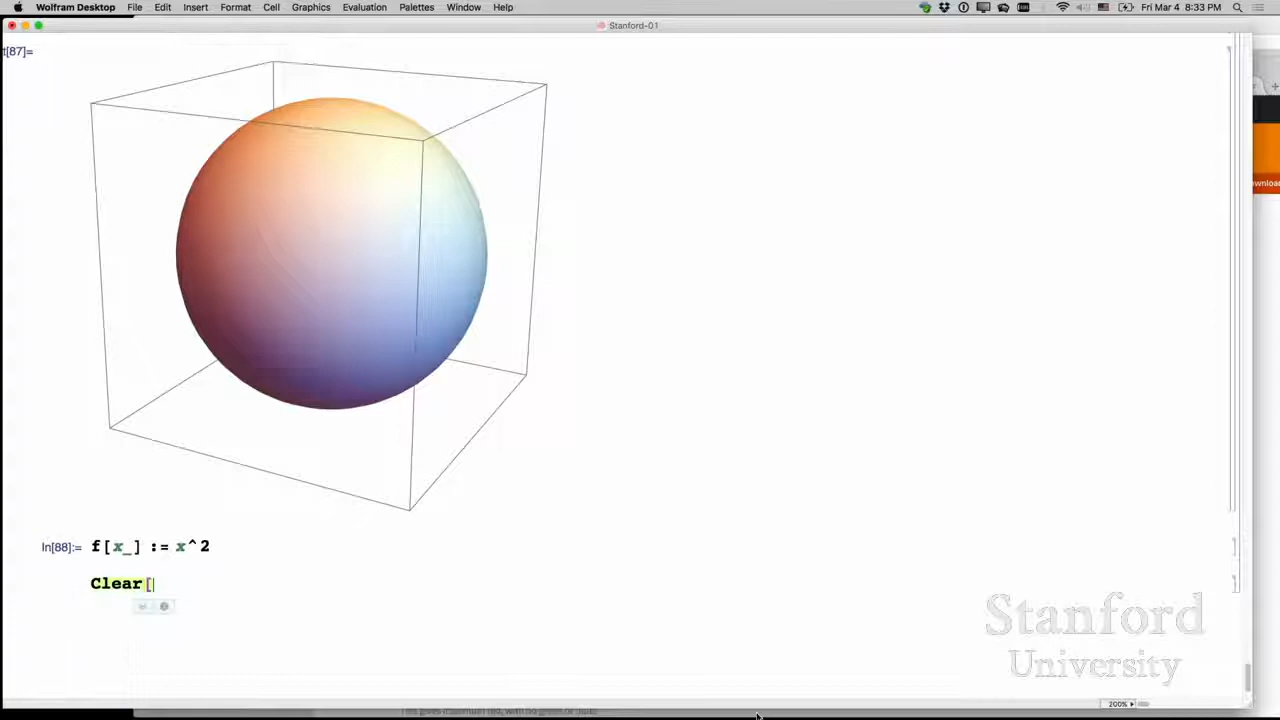 Wolfram Desktop File Edit Insert Format Cell Graphics Evaluation Palettes Window Help Fri Mar 4 8:33 PM
Stanford-01
t[87]=
In[88]:= f[x_] := x^2
Clear[
Stanford
University
200%